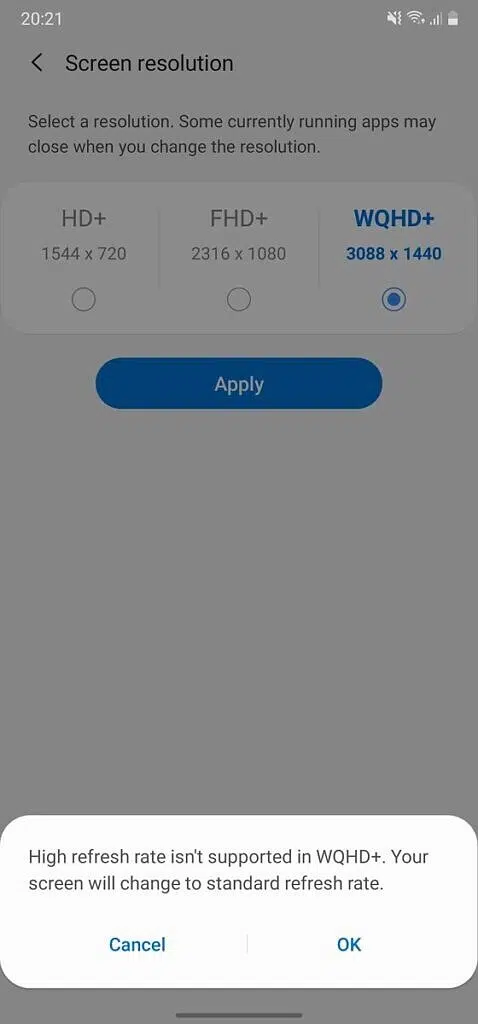 20:21
Screen resolution
Select a resolution. Some currently running apps may
close when you change the resolution.
HD+ FHD+ WQHD+
1544 x 720 2316 x 1080 3088 x 1440
Apply
High refresh rate isn't supported in WQHD+. Your
screen will change to standard refresh rate.
Cancel OK